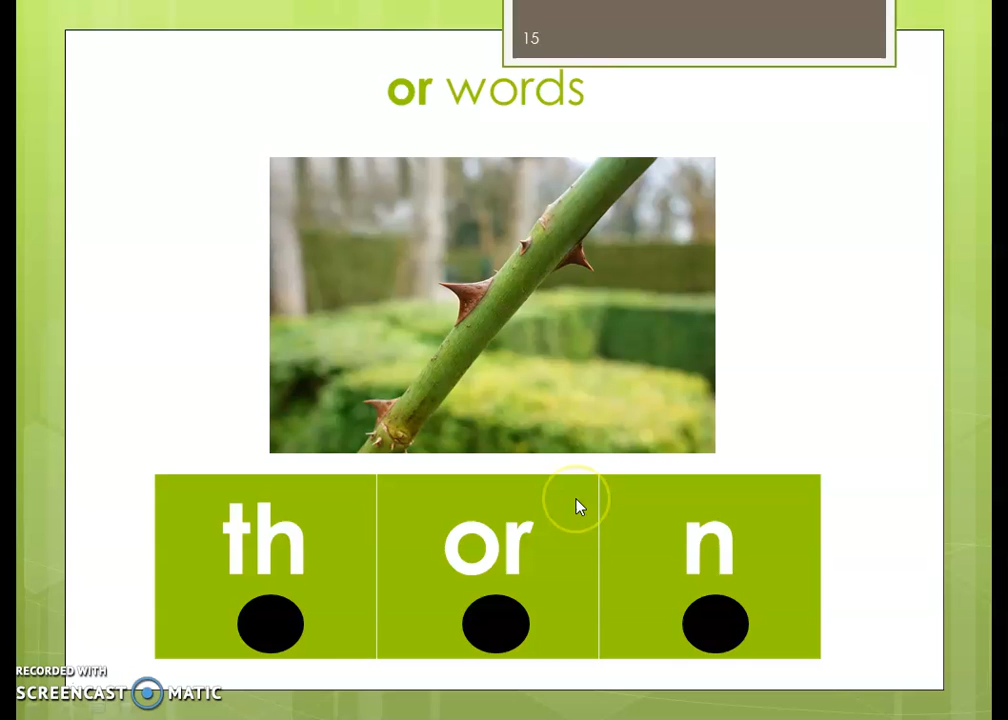 15
or words
th or n
RECORDED WITH
SCREENCAST MATIC